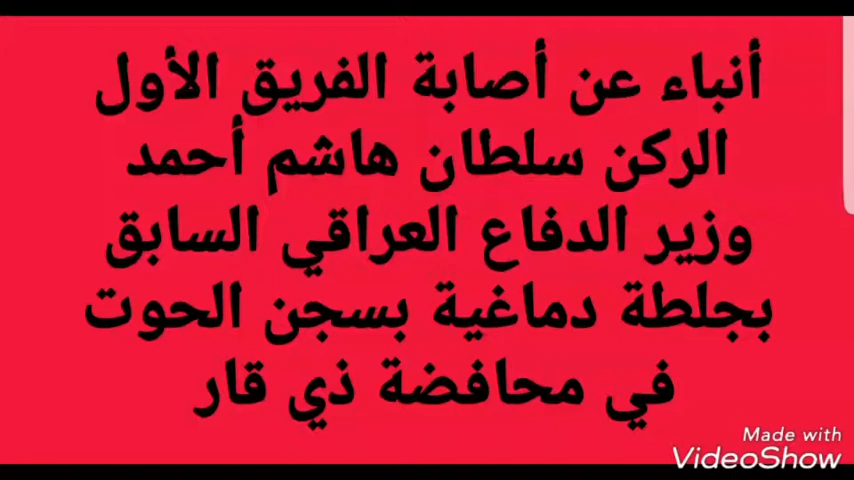 أنباء عن أصابة الفريق الأول
الركن سلطان هاشم أحمد
وزير الدفاع العراقي السابق
بجلطة دماغية بسجن الحوت
في محافضة ذي قار
Made with
VideoShow